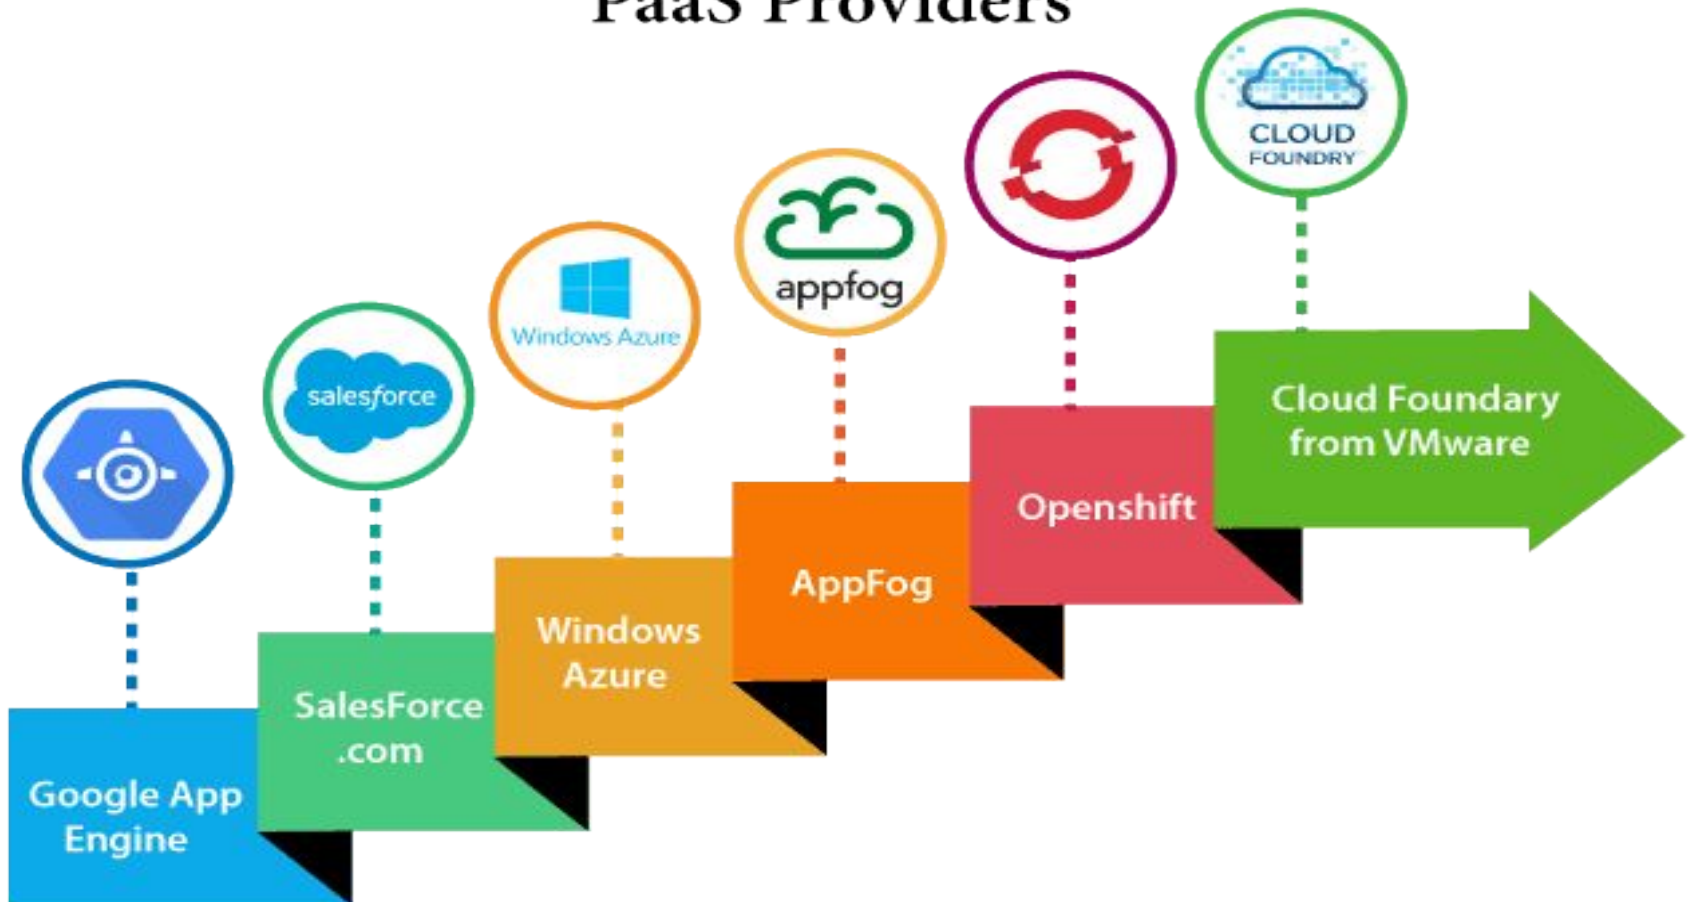 PaaS Providers
CLOUD
FOUNDRY
appfog
Windows Azure
salesforce
Cloud Foundary
from VMware
Openshift
AppFog
Windows
Azure
SalesForce
.com
Google App
Engine